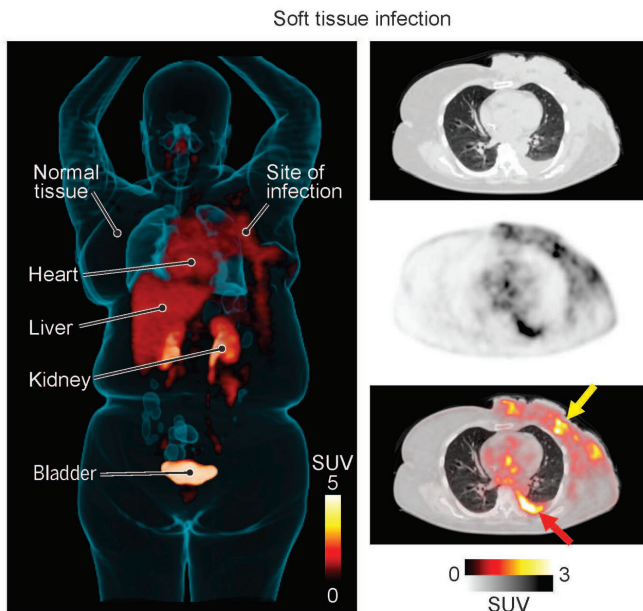 Soft tissue infection
Normal
tissue
Site of
infection
Heart
Liver
Kidney
Bladder
SUV
5
0
0
3
SUV